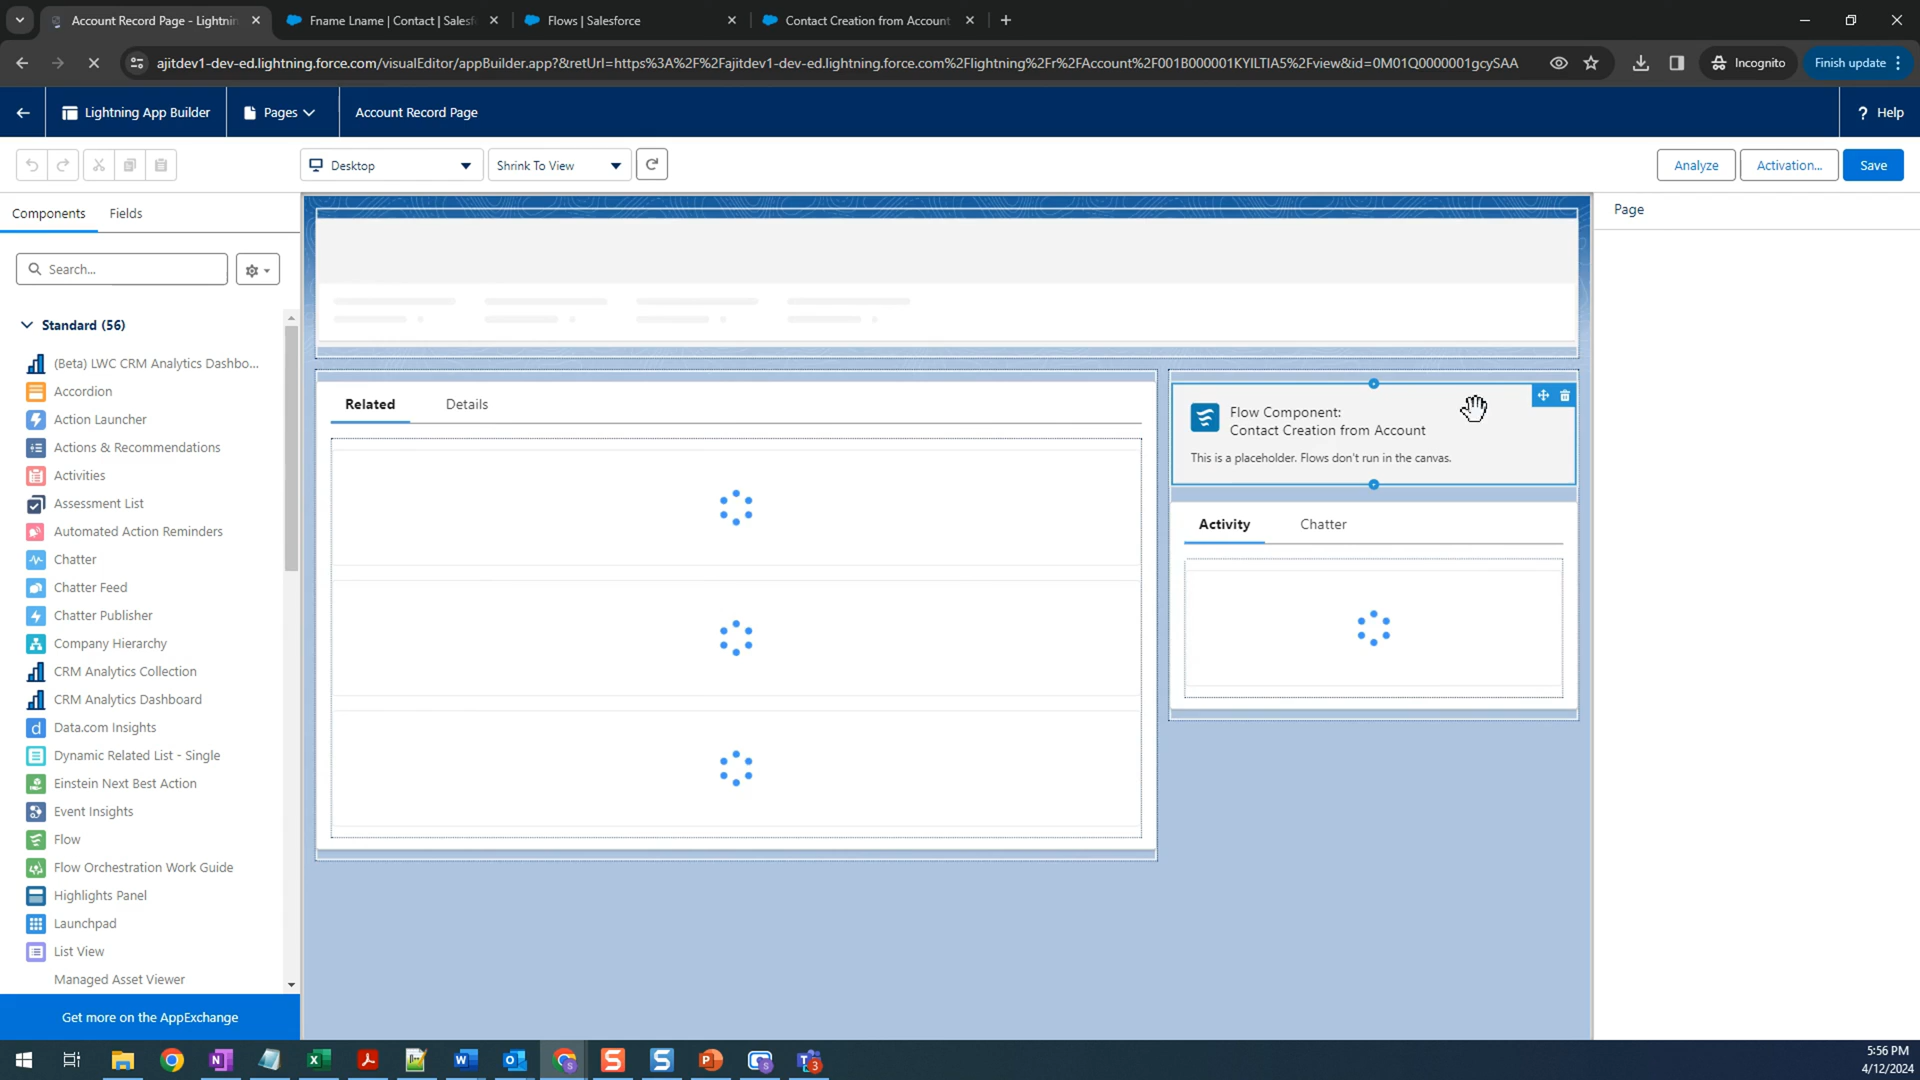 Account Record Page - Lightnin
Fname Lname | Contact | Salesf
Flows | Salesforce
Contact Creation from Account
ajitdev1-dev-ed.lightning.force.com/visualEditor/appBuilder.app?&retUrl=https%3A%2F%2Fajitdev1-dev-ed.lightning.force.com%2Flightning%2Fr%2FAccount%2F001B000001KYILTIA5%2Fview&id=0M01Q0000001gcySAA
Incognito
Finish update
Lightning App Builder
Pages
Account Record Page
? Help
Desktop
Shrink To View
Analyze
Activation...
Save
Components
Fields
Page
Search...
Standard (56)
(Beta) LWC CRM Analytics Dashbo...
Accordion
Action Launcher
Actions & Recommendations
Activities
Assessment List
Automated Action Reminders
Chatter
Chatter Feed
Chatter Publisher
Company Hierarchy
CRM Analytics Collection
CRM Analytics Dashboard
Data.com Insights
Dynamic Related List - Single
Einstein Next Best Action
Event Insights
Flow
Flow Orchestration Work Guide
Highlights Panel
Launchpad
List View
Managed Asset Viewer
Get more on the AppExchange
Related
Details
Flow Component:
Contact Creation from Account
This is a placeholder. Flows don't run in the canvas.
Activity
Chatter
5:56 PM
4/12/2024